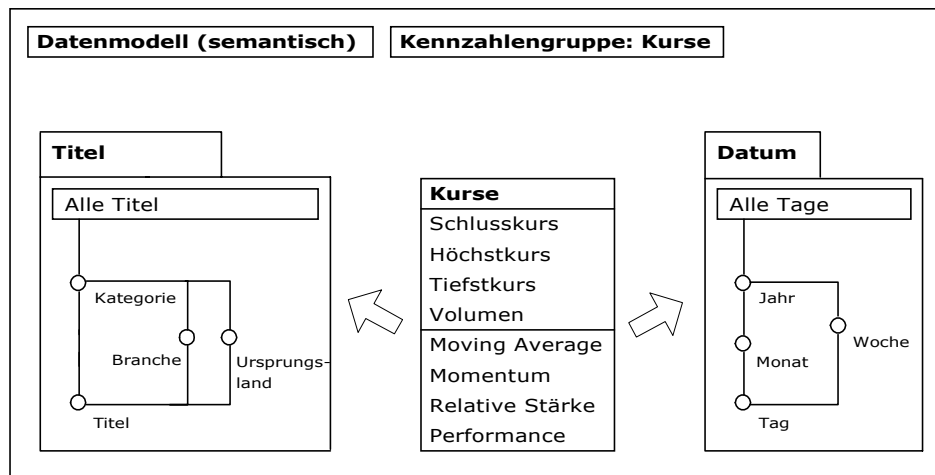 Datenmodell (semantisch)
Kennzahlengruppe: Kurse
Titel
Alle Titel
Kategorie
Branche
Ursprungs-
land
Titel
Kurse
Schlusskurs
Höchstkurs
Tiefstkurs
Volumen
Moving Average
Momentum
Relative Stärke
Performance
Datum
Alle Tage
Jahr
Woche
Monat
Tag